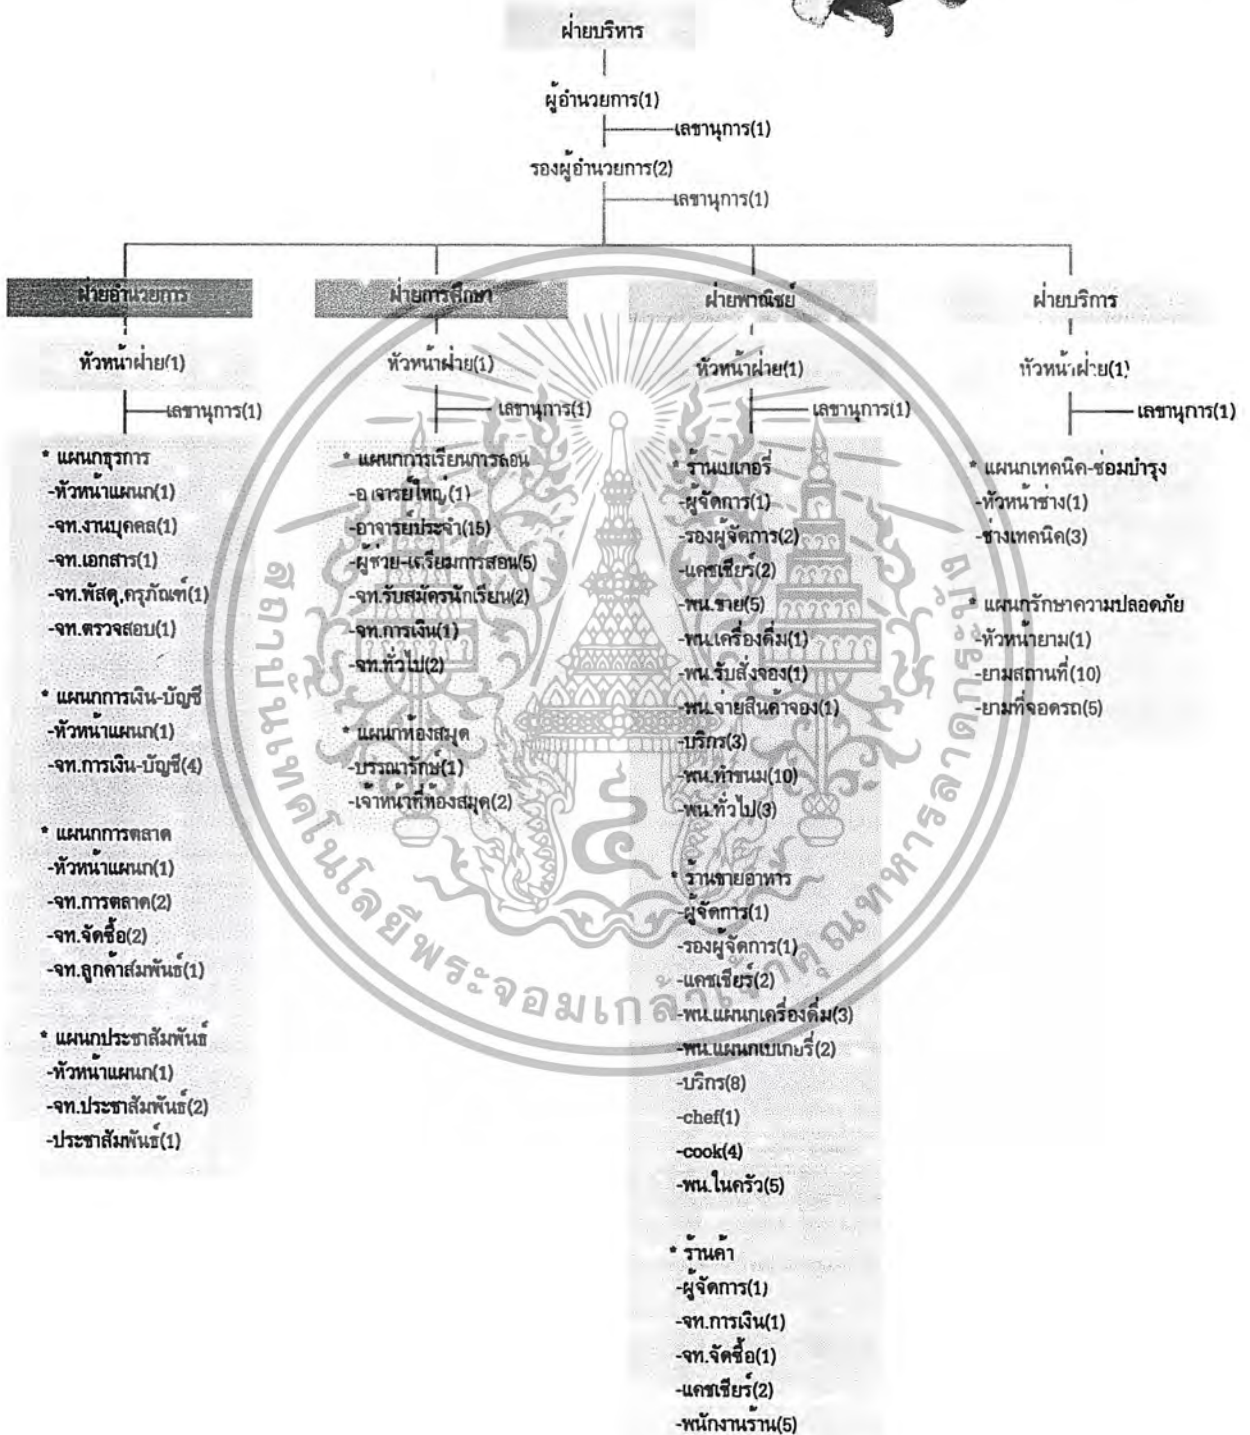 ฝ่ายบริหาร
ผู้อำนวยการ(1)
เลขานุการ(1)
รองผู้อำนวยการ(2)
เลขานุการ(1)
ฝ่ายอำนวยการ
หัวหน้าฝ่าย(1)
เลขานุการ(1)
* แผนกธุรการ
-หัวหน้าแผนก(1)
-จท.งานบุคคล(1)
-จท.เอกสาร(1)
-จท.พัสดุ,ครุภัณฑ์(1)
-จท.ตรวจสอบ(1)
* แผนกการเงิน-บัญชี
-หัวหน้าแผนก(1)
-จท.การเงิน-บัญชี(4)
* แผนกการตลาด
-หัวหน้าแผนก(1)
-จท.การตลาด(2)
-จท.จัดซื้อ(2)
-จท.ลูกค้าสัมพันธ์(1)
* แผนกประชาสัมพันธ์
-หัวหน้าแผนก(1)
-จท.ประชาสัมพันธ์(2)
-ประชาสัมพันธ์(1)
ฝ่ายการศึกษา
หัวหน้าฝ่าย(1)
เลขานุการ(1)
* แผนกการเรียนการสอน
-อาจารย์ใหญ่(1)
-อาจารย์ประจำ(15)
-ผู้ช่วย-เตรียมการสอน(5)
-จท.รับสมัครนักเรียน(2)
-จท.การเงิน(1)
-จท.ทั่วไป(2)
* แผนกห้องสมุด
-บรรณารักษ์(1)
-เจ้าหน้าที่ห้องสมุด(2)
ฝ่ายพาณิชย์
หัวหน้าฝ่าย(1)
เลขานุการ(1)
* ร้านเบเกอรี่
-ผู้จัดการ(1)
-รองผู้จัดการ(2)
-แคชเชียร์(2)
-พน.ขาย(5)
-พน.เครื่องดื่ม(1)
-พน.รับสั่งจอง(1)
-พน.จ่ายสินค้าจอง(1)
-บริกร(3)
-พน.ทำขนม(10)
-พน.ทั่วไป(3)
* ร้านขายอาหาร
-ผู้จัดการ(1)
-รองผู้จัดการ(1)
-แคชเชียร์(2)
-พน.แผนกเครื่องดื่ม(3)
-พน.แผนกเบเกอรี่(2)
-บริกร(8)
-chef(1)
-cook(4)
-พน.ในครัว(5)
* ร้านค้า
-ผู้จัดการ(1)
-จท.การเงิน(1)
-จท.จัดซื้อ(1)
-แคชเชียร์(2)
-พนักงานร้าน(5)
ฝ่ายบริการ
หัวหน้าฝ่าย(1)
เลขานุการ(1)
* แผนกเทคนิค-ซ่อมบำรุง
-หัวหน้าช่าง(1)
-ช่างเทคนิค(3)
* แผนกรักษาความปลอดภัย
-หัวหน้ายาม(1)
-ยามสถานที่(10)
-ยามที่จอดรถ(5)
สถาบันเทคโนโลยีพระจอมเกล้าเจ้าคุณทหารลาดกระบัง